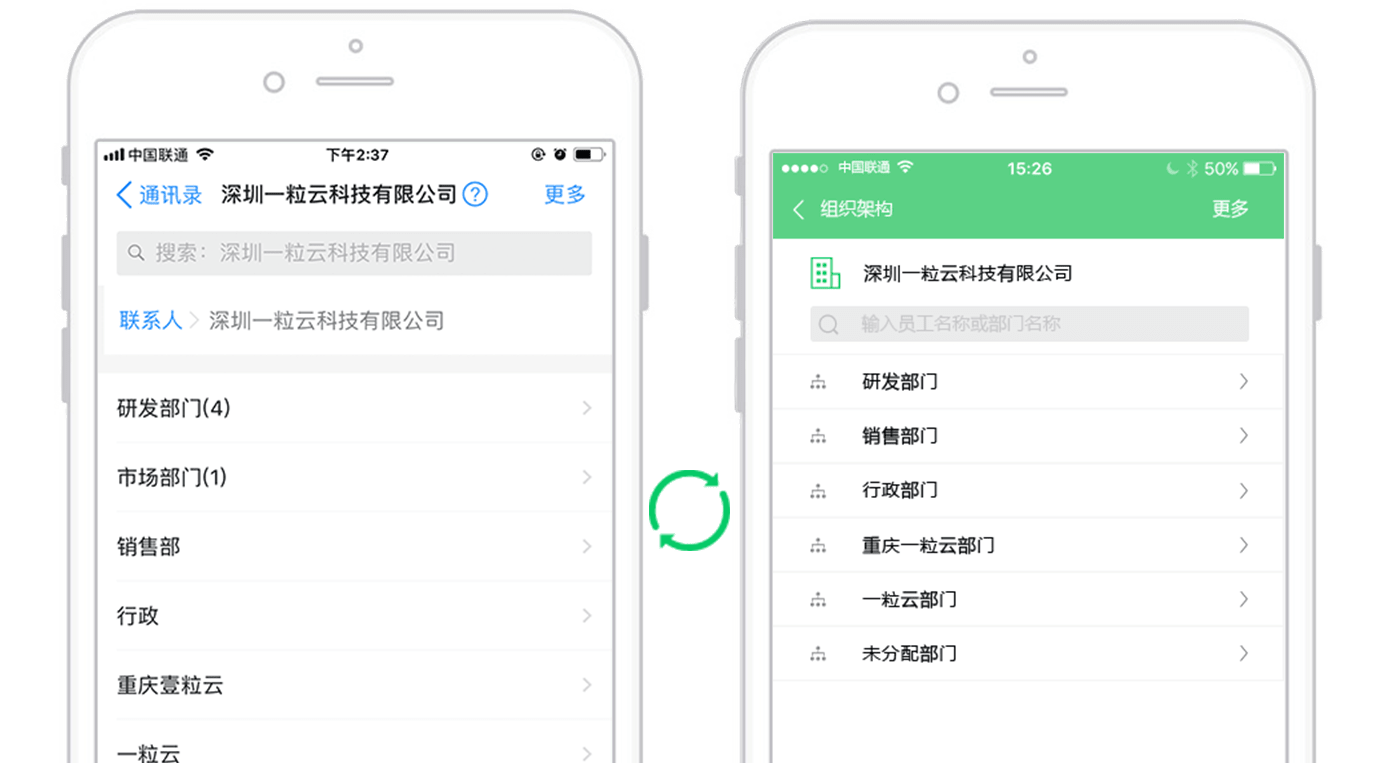 中国联通
下午2:37
通讯录
深圳一粒云科技有限公司
?
更多
搜索：深圳一粒云科技有限公司
联系人
深圳一粒云科技有限公司
研发部门(4)
市场部门(1)
销售部
行政
重庆壹粒云
一粒云
中国联通
15:26
50%
组织架构
更多
深圳一粒云科技有限公司
输入员工名称或部门名称
研发部门
销售部门
行政部门
重庆一粒云部门
一粒云部门
未分配部门